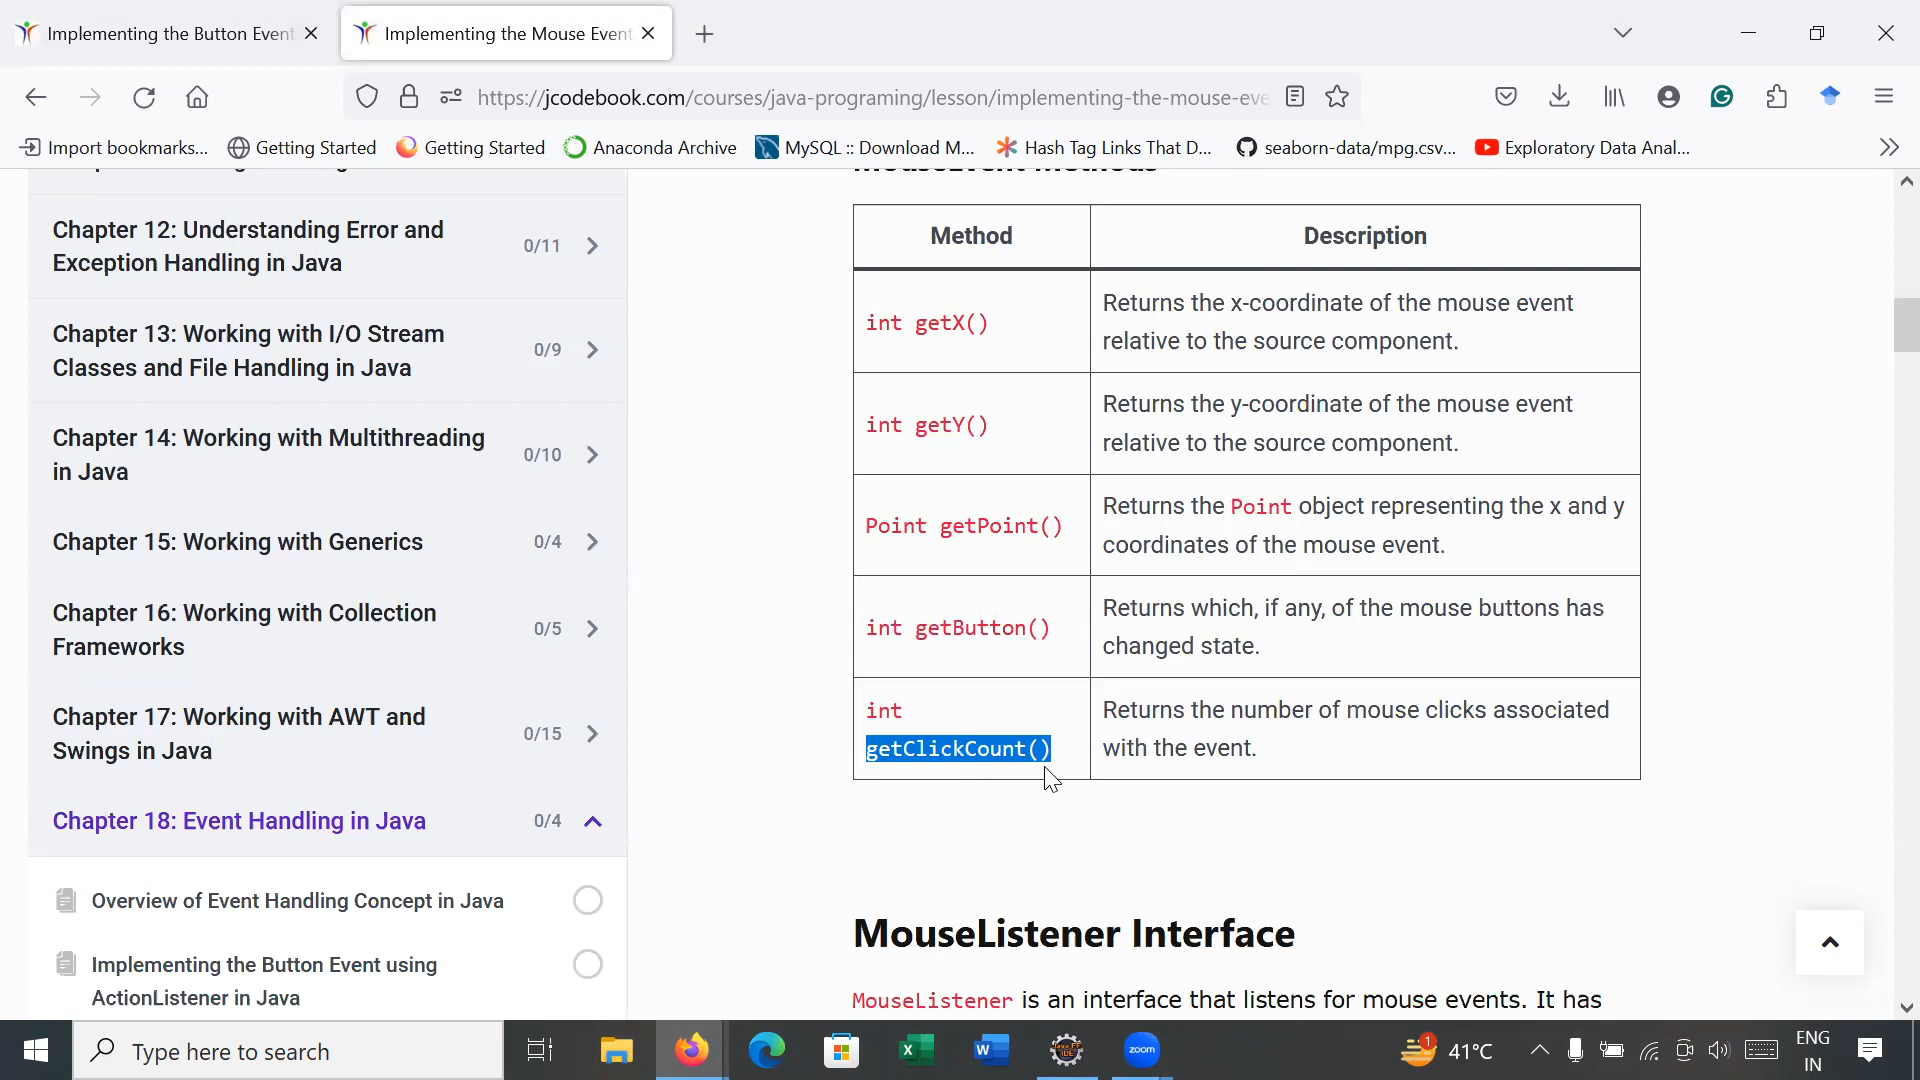 Implementing the Button Event
Implementing the Mouse Event
https://jcodebook.com/courses/java-programing/lesson/implementing-the-mouse-eve
Import bookmarks...
Getting Started
Getting Started
Anaconda Archive
MySQL :: Download M...
Hash Tag Links That D...
seaborn-data/mpg.csv...
Exploratory Data Anal...
Chapter 12: Understanding Error and
Exception Handling in Java
0/11
Chapter 13: Working with I/O Stream
Classes and File Handling in Java
0/9
Chapter 14: Working with Multithreading
in Java
0/10
Chapter 15: Working with Generics
0/4
Chapter 16: Working with Collection
Frameworks
0/5
Chapter 17: Working with AWT and
Swings in Java
0/15
Chapter 18: Event Handling in Java
0/4
Overview of Event Handling Concept in Java
Implementing the Button Event using
ActionListener in Java
MouseEvent Methods
Method
Description
int getX()
Returns the x-coordinate of the mouse event
relative to the source component.
int getY()
Returns the y-coordinate of the mouse event
relative to the source component.
Point getPoint()
Returns the Point object representing the x and y
coordinates of the mouse event.
int getButton()
Returns which, if any, of the mouse buttons has
changed state.
int
getClickCount()
Returns the number of mouse clicks associated
with the event.
MouseListener Interface
MouseListener is an interface that listens for mouse events. It has
Type here to search
zoom
1
41°C
ENG
IN